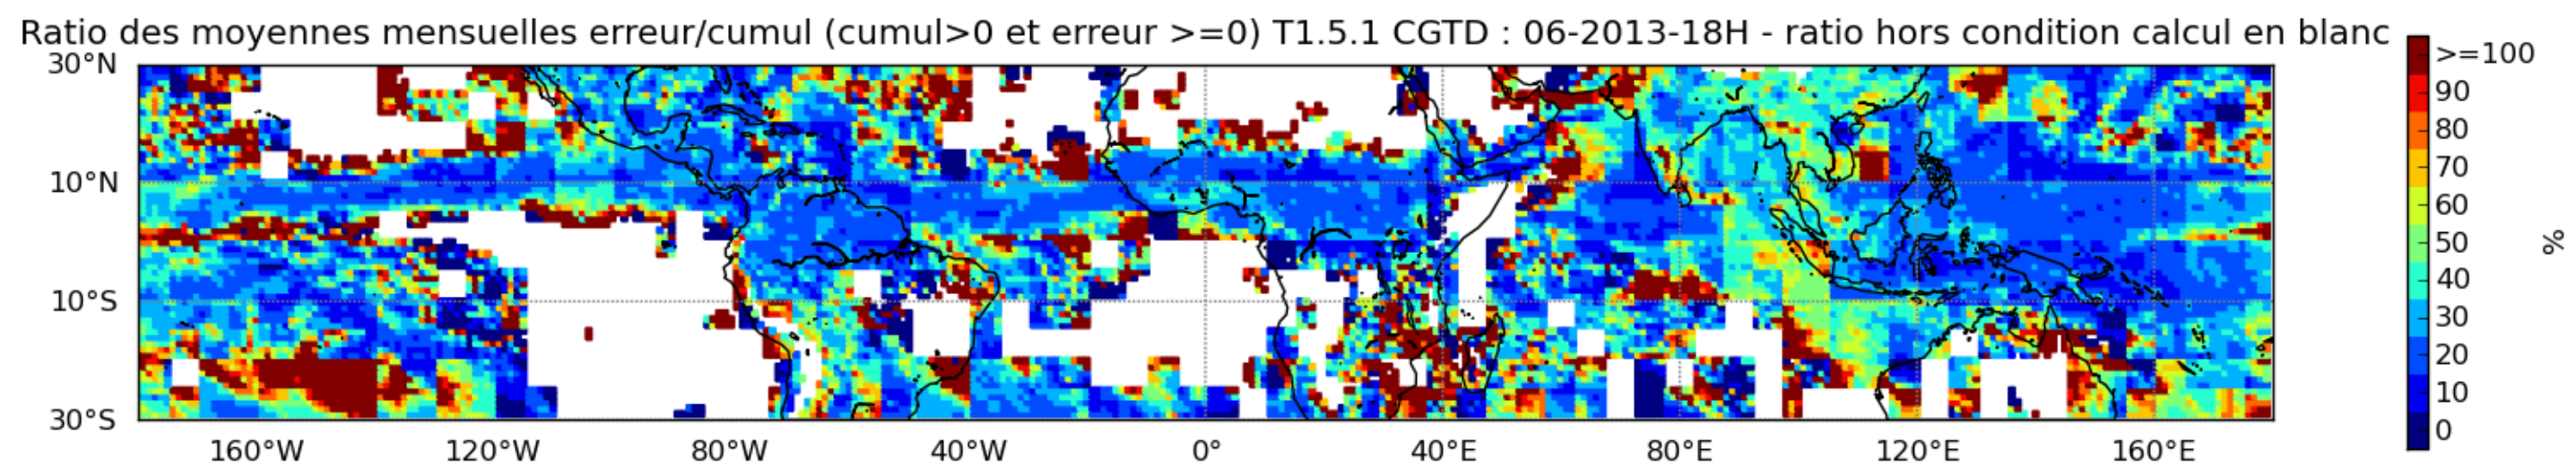 Ratio des moyennes mensuelles erreur/cumul (cumul>0 et erreur >=0) T1.5.1 CGTD : 06-2013-18H - ratio hors condition calcul en blanc
30°N
10°N
10°S
30°S
160°W 120°W 80°W 40°W 0° 40°E 80°E 120°E 160°E
>=100
90
80
70
60
50
40
30
20
10
0
%